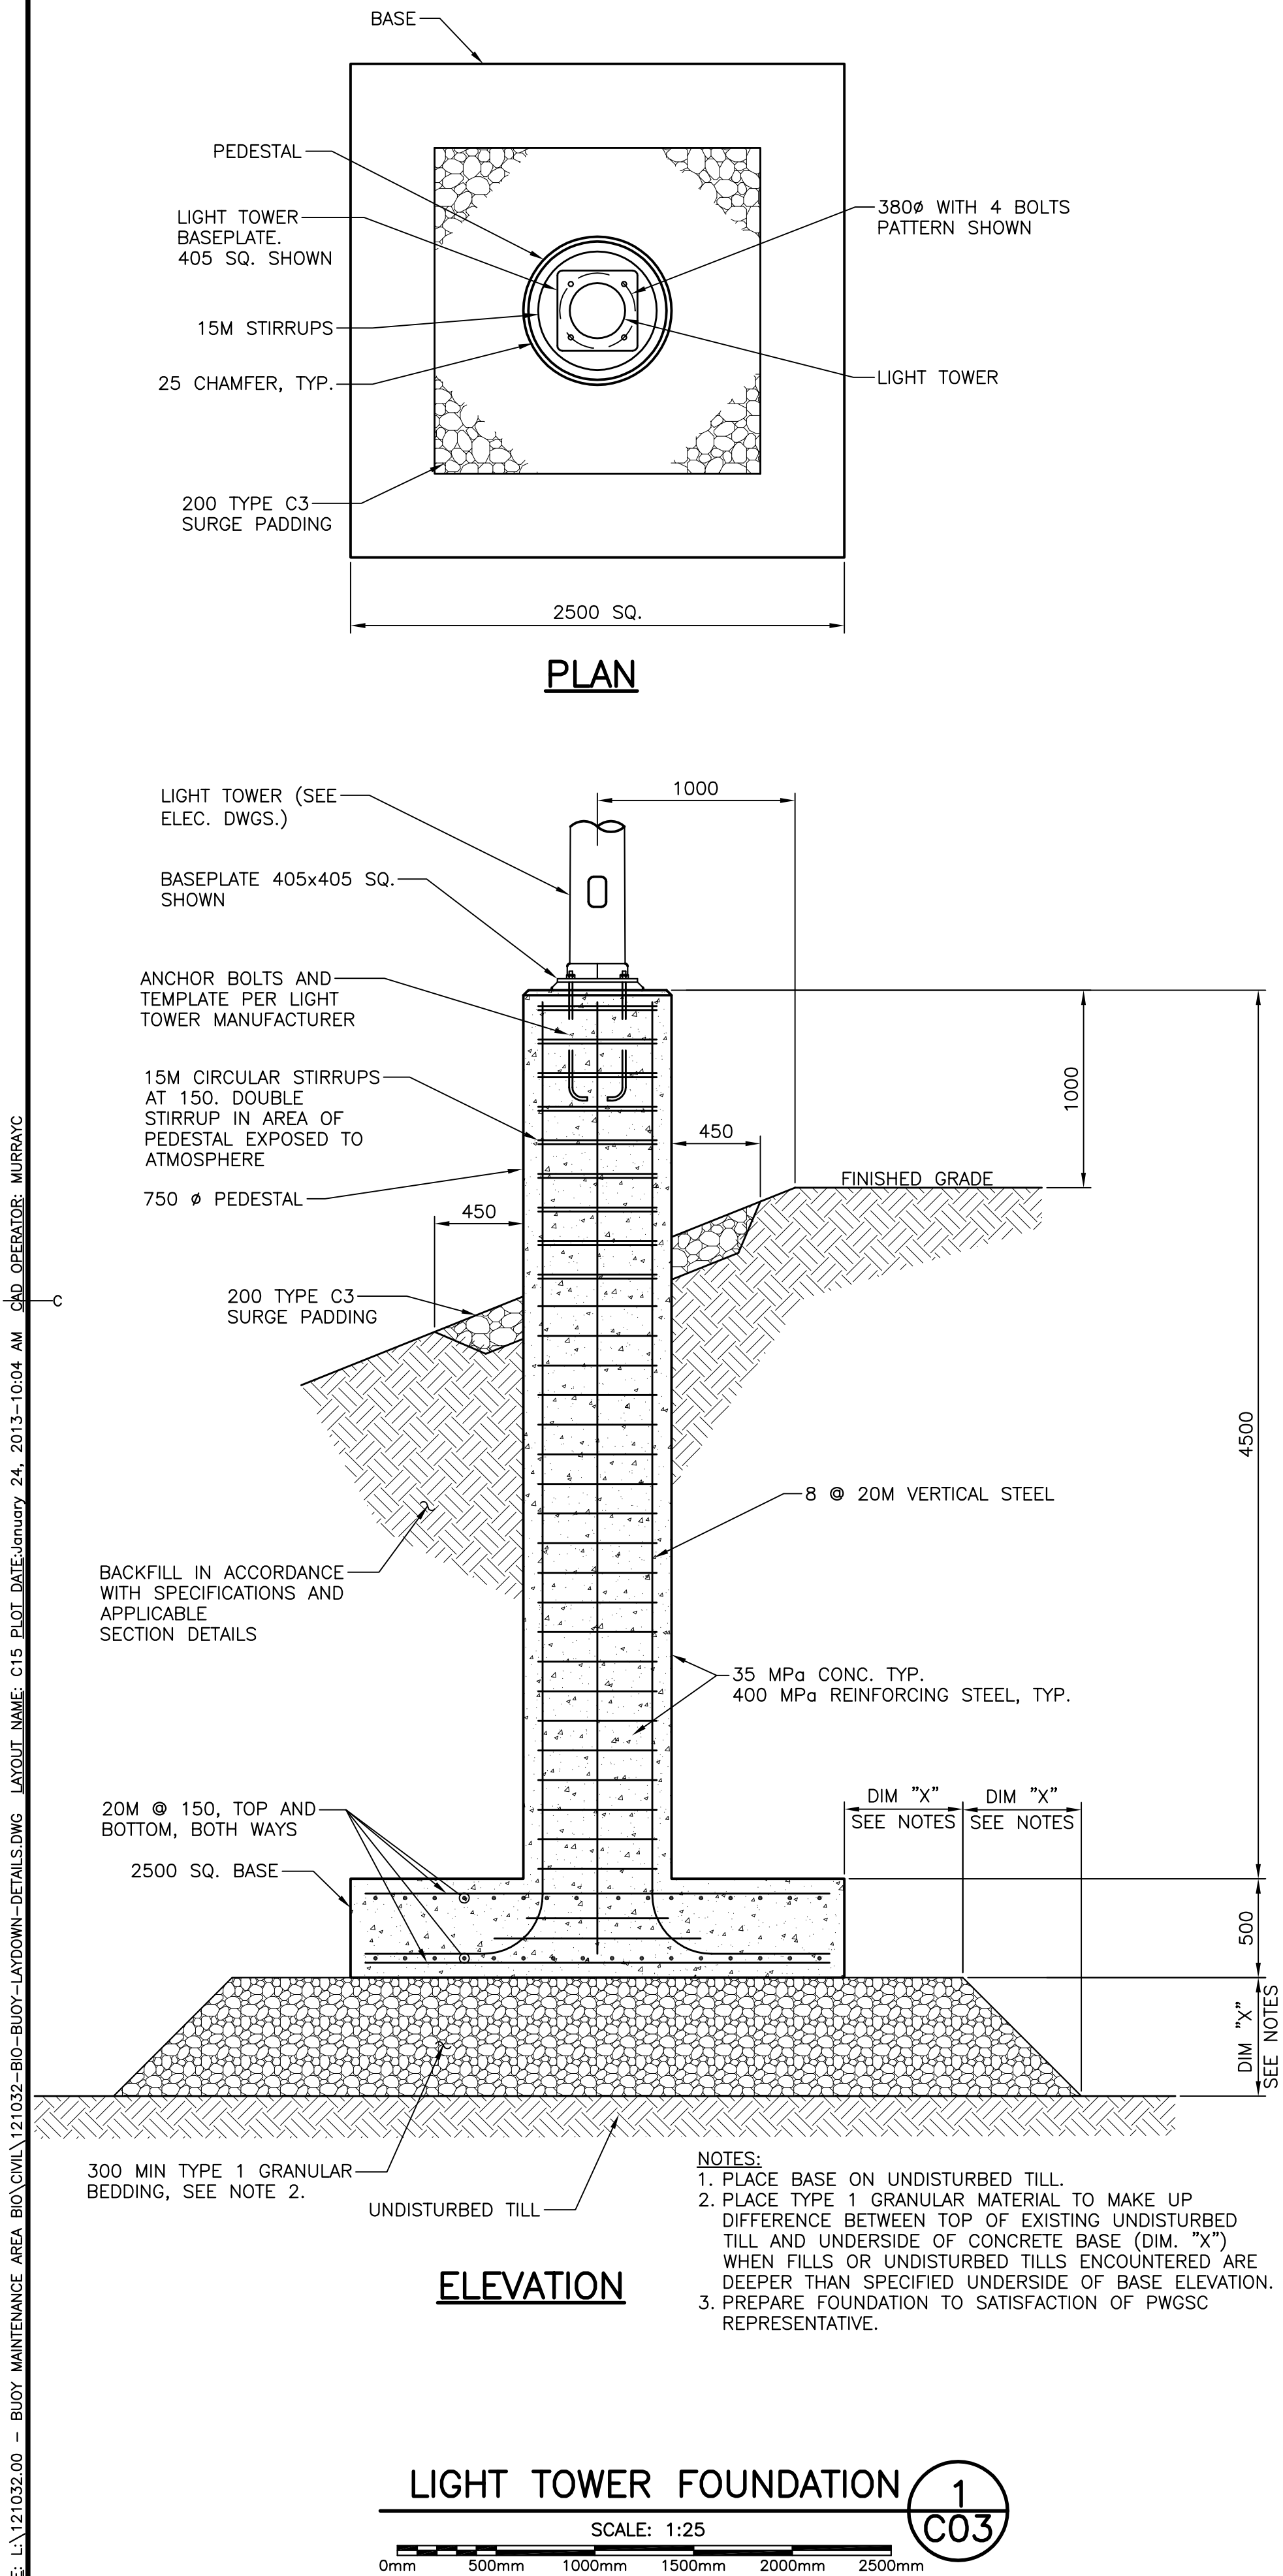 BASE
PEDESTAL
LIGHT TOWER
BASEPLATE.
405 SQ. SHOWN
380ø WITH 4 BOLTS
PATTERN SHOWN
15M STIRRUPS
25 CHAMFER, TYP.
LIGHT TOWER
200 TYPE C3
SURGE PADDING
2500 SQ.
PLAN
LIGHT TOWER (SEE
ELEC. DWGS.)
1000
BASEPLATE 405x405 SQ.
SHOWN
ANCHOR BOLTS AND
TEMPLATE PER LIGHT
TOWER MANUFACTURER
15M CIRCULAR STIRRUPS
AT 150. DOUBLE
STIRRUP IN AREA OF
PEDESTAL EXPOSED TO
ATMOSPHERE
1000
450
750 ø PEDESTAL
FINISHED GRADE
450
200 TYPE C3
SURGE PADDING
C
4500
8 @ 20M VERTICAL STEEL
BACKFILL IN ACCORDANCE
WITH SPECIFICATIONS AND
APPLICABLE
SECTION DETAILS
35 MPa CONC. TYP.
400 MPa REINFORCING STEEL, TYP.
20M @ 150, TOP AND
BOTTOM, BOTH WAYS
2500 SQ. BASE
DIM "X"
SEE NOTES
DIM "X"
SEE NOTES
500
DIM "X"
SEE NOTES
300 MIN TYPE 1 GRANULAR
BEDDING, SEE NOTE 2.
UNDISTURBED TILL
ELEVATION
NOTES:
1. PLACE BASE ON UNDISTURBED TILL.
2. PLACE TYPE 1 GRANULAR MATERIAL TO MAKE UP
DIFFERENCE BETWEEN TOP OF EXISTING UNDISTURBED
TILL AND UNDERSIDE OF CONCRETE BASE (DIM. "X")
WHEN FILLS OR UNDISTURBED TILLS ENCOUNTERED ARE
DEEPER THAN SPECIFIED UNDERSIDE OF BASE ELEVATION.
3. PREPARE FOUNDATION TO SATISFACTION OF PWGSC
REPRESENTATIVE.
LIGHT TOWER FOUNDATION
1
C03
SCALE: 1:25
0mm 500mm 1000mm 1500mm 2000mm 2500mm
E: L:\121032.00 - BUOY MAINTENANCE AREA BIO\CIVIL\121032-BIO-BUOY-LAYDOWN-DETAILS.DWG LAYOUT NAME: C15 PLOT DATE:January 24, 2013-10:04 AM CAD OPERATOR: MURRAYC